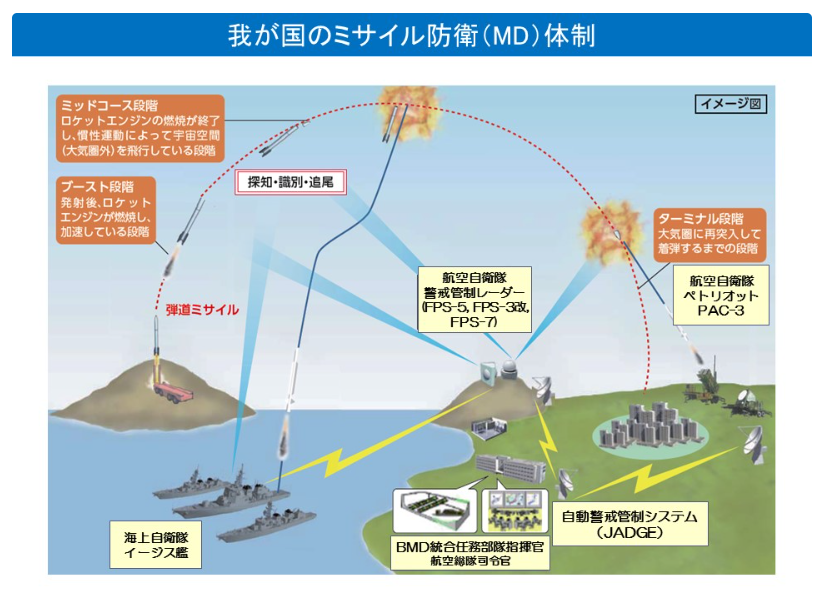 我が国のミサイル防衛（MD）体制
イメージ図
ミッドコース段階
ロケットエンジンの燃焼が終了
し、慣性運動によって宇宙空間
（大気圏外）を飛行している段階
探知・識別・追尾
ブースト段階
発射後、ロケット
エンジンが燃焼し、
加速している段階
弾道ミサイル
ターミナル段階
大気圏に再突入して
着弾するまでの段階
航空自衛隊
警戒管制レーダー
(FPS-5, FPS-3改,
FPS-7)
航空自衛隊
ペトリオット
PAC-3
海上自衛隊
イージス艦
BMD統合任務部隊指揮官
航空総隊司令官
自動警戒管制システム
（JADGE）